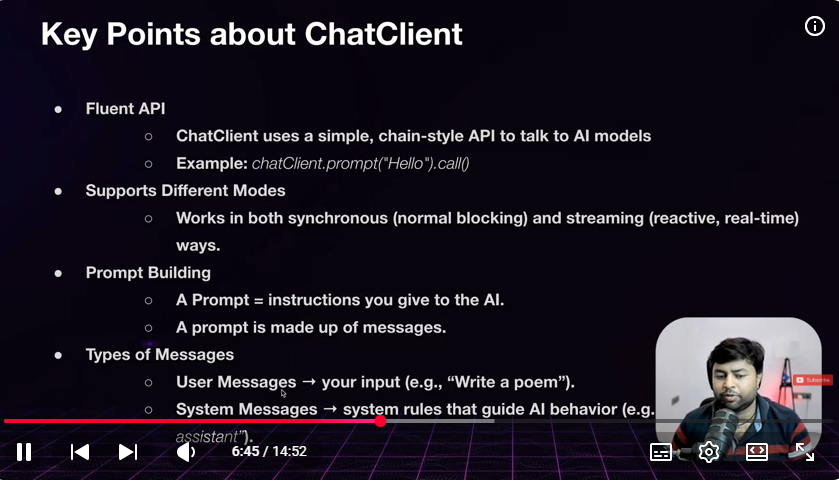 Key Points about ChatClient
● Fluent API
○ ChatClient uses a simple, chain-style API to talk to AI models
○ Example: chatClient.prompt("Hello").call()
● Supports Different Modes
○ Works in both synchronous (normal blocking) and streaming (reactive, real-time)
ways.
● Prompt Building
○ A Prompt = instructions you give to the AI.
○ A prompt is made up of messages.
● Types of Messages
○ User Messages → your input (e.g., “Write a poem”).
○ System Messages → system rules that guide AI behavior (e.g.
assistant”).
Subscribe
6:45 / 14:52